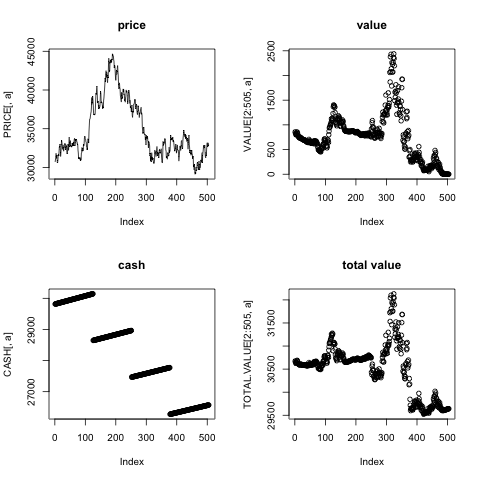 price
PRICE[, a]
30000 35000 40000 45000
0 100 200 300 400 500
Index
value
VALUE[2:505, a]
0 500 1500 2500
0 100 200 300 400 500
Index
cash
CASH[, a]
27000 29000
0 100 200 300 400 500
Index
total value
TOTAL.VALUE[2:505, a]
29500 30500 31500
0 100 200 300 400 500
Index